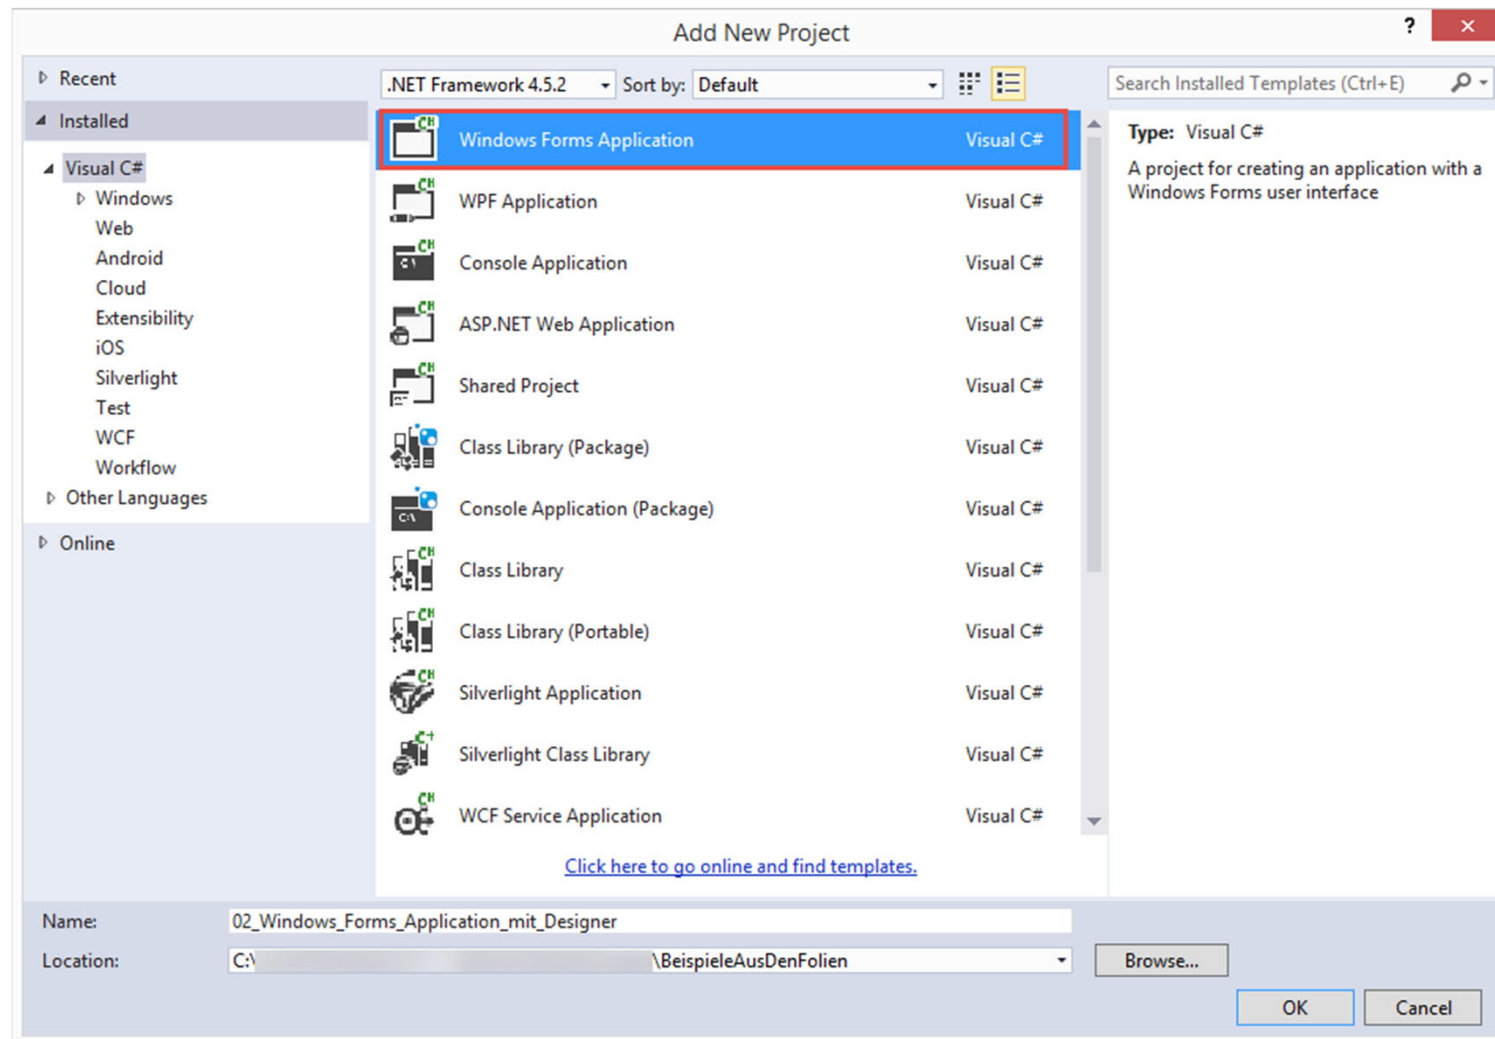 Add New Project
?
Recent
Installed
Visual C#
Windows
Web
Android
Cloud
Extensibility
iOS
Silverlight
Test
WCF
Workflow
Other Languages
Online
.NET Framework 4.5.2 Sort by: Default
Windows Forms Application Visual C#
WPF Application Visual C#
Console Application Visual C#
ASP.NET Web Application Visual C#
Shared Project Visual C#
Class Library (Package) Visual C#
Console Application (Package) Visual C#
Class Library Visual C#
Class Library (Portable) Visual C#
Silverlight Application Visual C#
Silverlight Class Library Visual C#
WCF Service Application Visual C#
Click here to go online and find templates.
Search Installed Templates (Ctrl+E)
Type: Visual C#
A project for creating an application with a
Windows Forms user interface
Name: 02_Windows_Forms_Application_mit_Designer
Location: C:\ \BeispieleAusDenFolien Browse...
OK Cancel